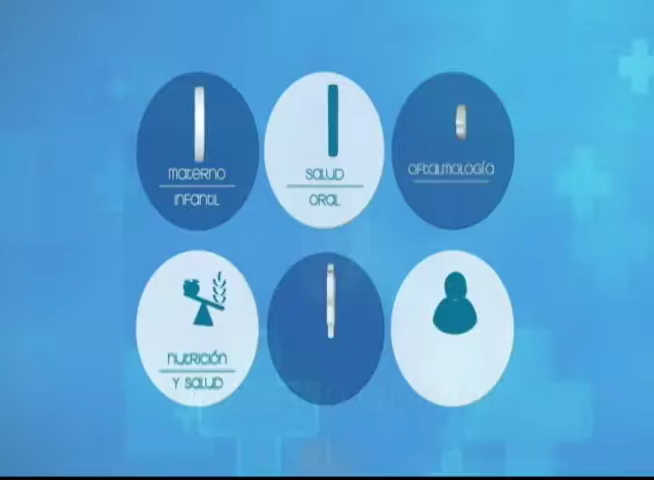 materno
infantil
salud
oral
oftalmología
nutrición
y salud